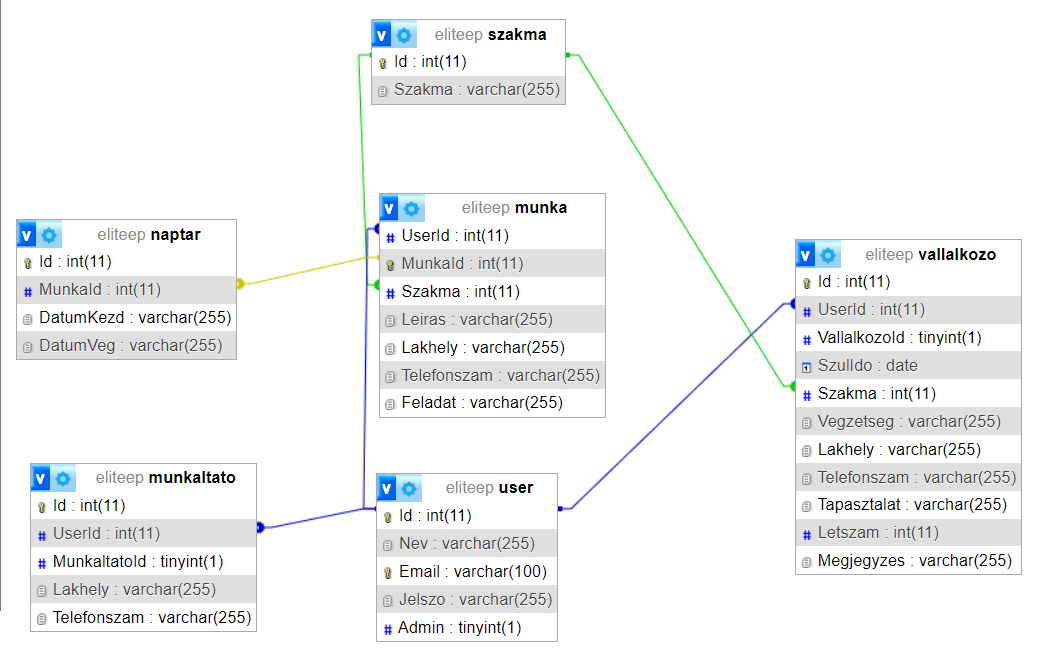 v eliteep szakma
Id : int(11)
Szakma : varchar(255)
v eliteep munka
# UserId : int(11)
MunkaId : int(11)
# Szakma : int(11)
Leiras : varchar(255)
Lakhely : varchar(255)
Telefonszam : varchar(255)
Feladat : varchar(255)
v eliteep naptar
Id : int(11)
# MunkaId : int(11)
DatumKezd : varchar(255)
DatumVeg : varchar(255)
v eliteep vallalkozo
Id : int(11)
# UserId : int(11)
# VallalkozoId : tinyint(1)
Szulldo : date
# Szakma : int(11)
Vegzetseg : varchar(255)
Lakhely : varchar(255)
Telefonszam : varchar(255)
Tapasztalat : varchar(255)
# Letszam : int(11)
Megjegyzes : varchar(255)
v eliteep munkaltato
Id : int(11)
# UserId : int(11)
# MunkaltatoId : tinyint(1)
Lakhely : varchar(255)
Telefonszam : varchar(255)
v eliteep user
Id : int(11)
Nev : varchar(255)
Email : varchar(100)
Jelszo : varchar(255)
# Admin : tinyint(1)